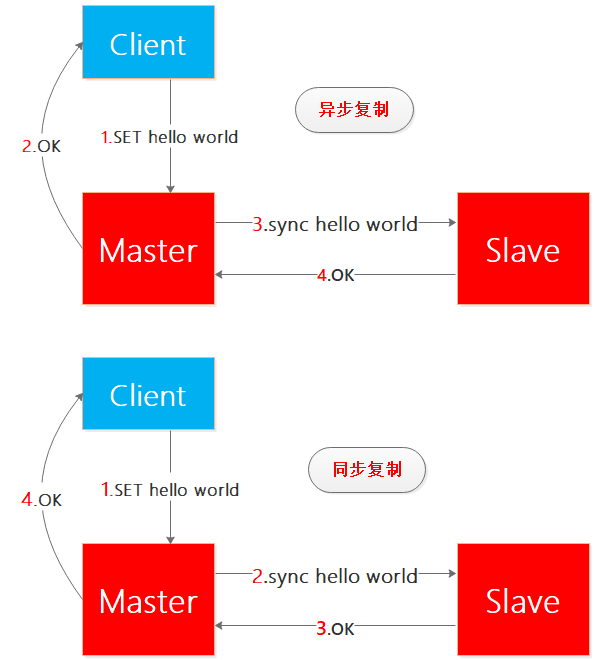 Client
异步复制
1.SET hello world
2.OK
Master
3.sync hello world
4.OK
Slave
Client
同步复制
1.SET hello world
4.OK
Master
2.sync hello world
3.OK
Slave